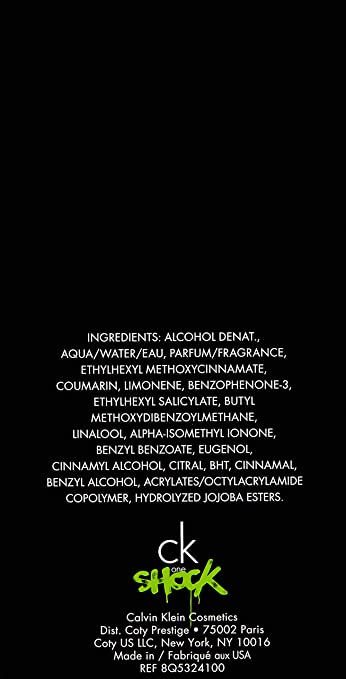 INGREDIENTS: ALCOHOL DENAT.,
AQUA/WATER/EAU, PARFUM/FRAGRANCE,
ETHYLHEXYL METHOXYCINNAMATE,
COUMARIN, LIMONENE, BENZOPHENONE-3,
ETHYLHEXYL SALICYLATE, BUTYL
METHOXYDIBENZOYLMETHANE,
LINALOOL, ALPHA-ISOMETHYL IONONE,
BENZYL BENZOATE, EUGENOL,
CINNAMYL ALCOHOL, CITRAL, BHT, CINNAMAL,
BENZYL ALCOHOL, ACRYLATES/OCTYLACRYLAMIDE
COPOLYMER, HYDROLYZED JOJOBA ESTERS.
ck
one
SHOCK
Calvin Klein Cosmetics
Dist. Coty Prestige • 75002 Paris
Coty US LLC, New York, NY 10016
Made in / Fabriqué aux USA
REF 8Q5324100